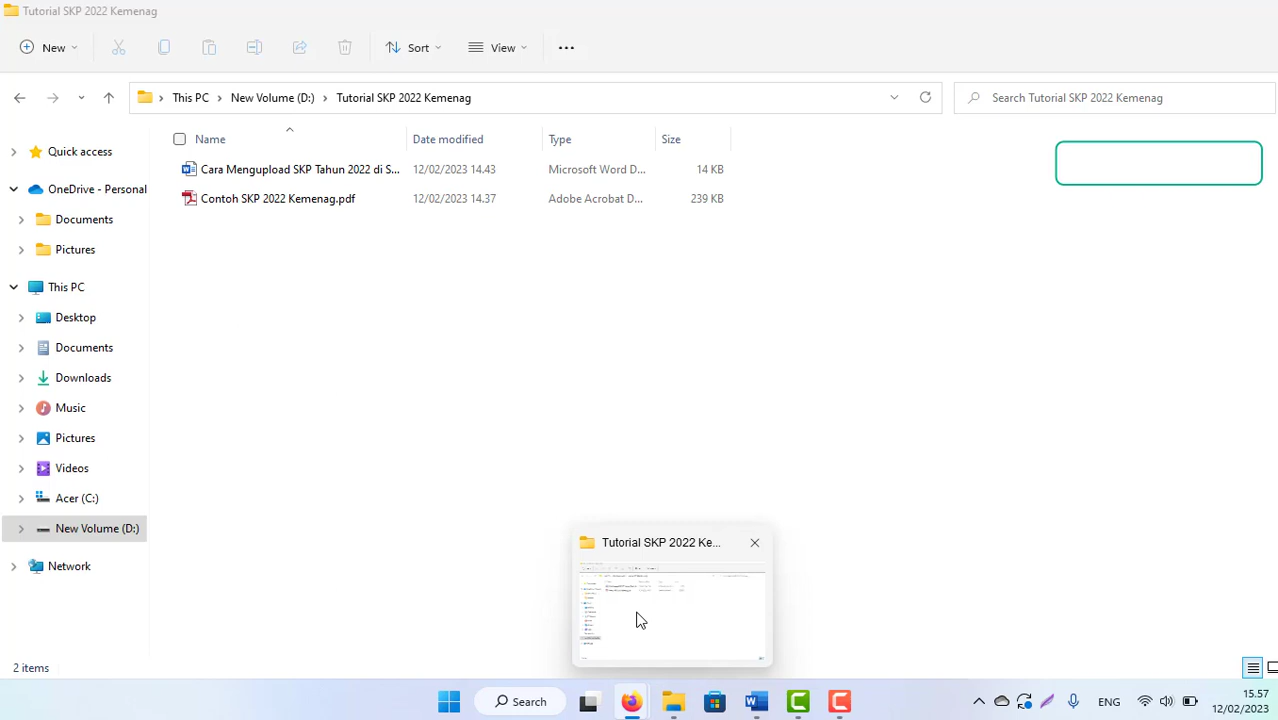 Tutorial SKP 2022 Kemenag
New
Sort
View
This PC
New Volume (D:)
Tutorial SKP 2022 Kemenag
Search Tutorial SKP 2022 Kemenag
Name
Date modified
Type
Size
Cara Mengupload SKP Tahun 2022 di S...
12/02/2023 14.43
Microsoft Word D...
14 KB
Contoh SKP 2022 Kemenag.pdf
12/02/2023 14.37
Adobe Acrobat D...
239 KB
Quick access
OneDrive - Personal
Documents
Pictures
This PC
Desktop
Documents
Downloads
Music
Pictures
Videos
Acer (C:)
New Volume (D:)
Network
Tutorial SKP 2022 Ke...
2 items
Search
ENG
15.57
12/02/2023